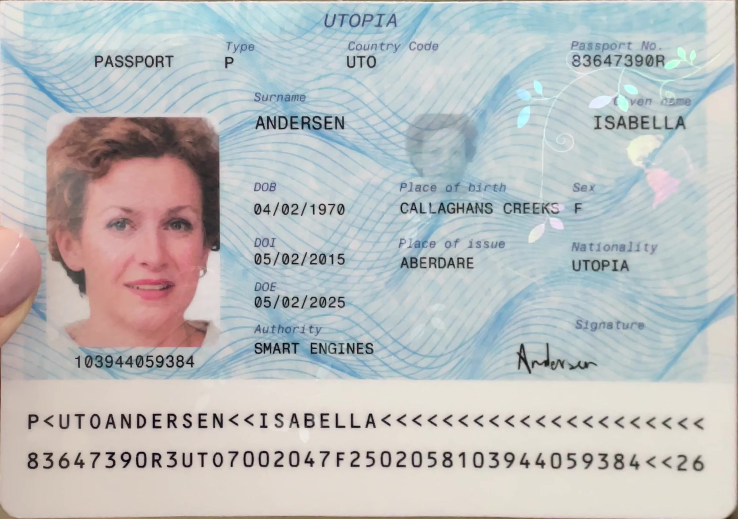 UTOPIA
PASSPORT
Type
P
Country Code
UTO
Passport No.
83647390R
Surname
ANDERSEN
Given name
ISABELLA
DOB
04/02/1970
Place of birth
CALLAGHANS CREEKS
Sex
F
DOI
05/02/2015
Place of issue
ABERDARE
Nationality
UTOPIA
DOE
05/02/2025
Authority
SMART ENGINES
Signature
Andersen
103944059384
P<UTOANDERSEN<<ISABELLA<<<<<<<<<<<<<<<<<<<<<
83647390R3UTO7002047F2502058103944059384<<26